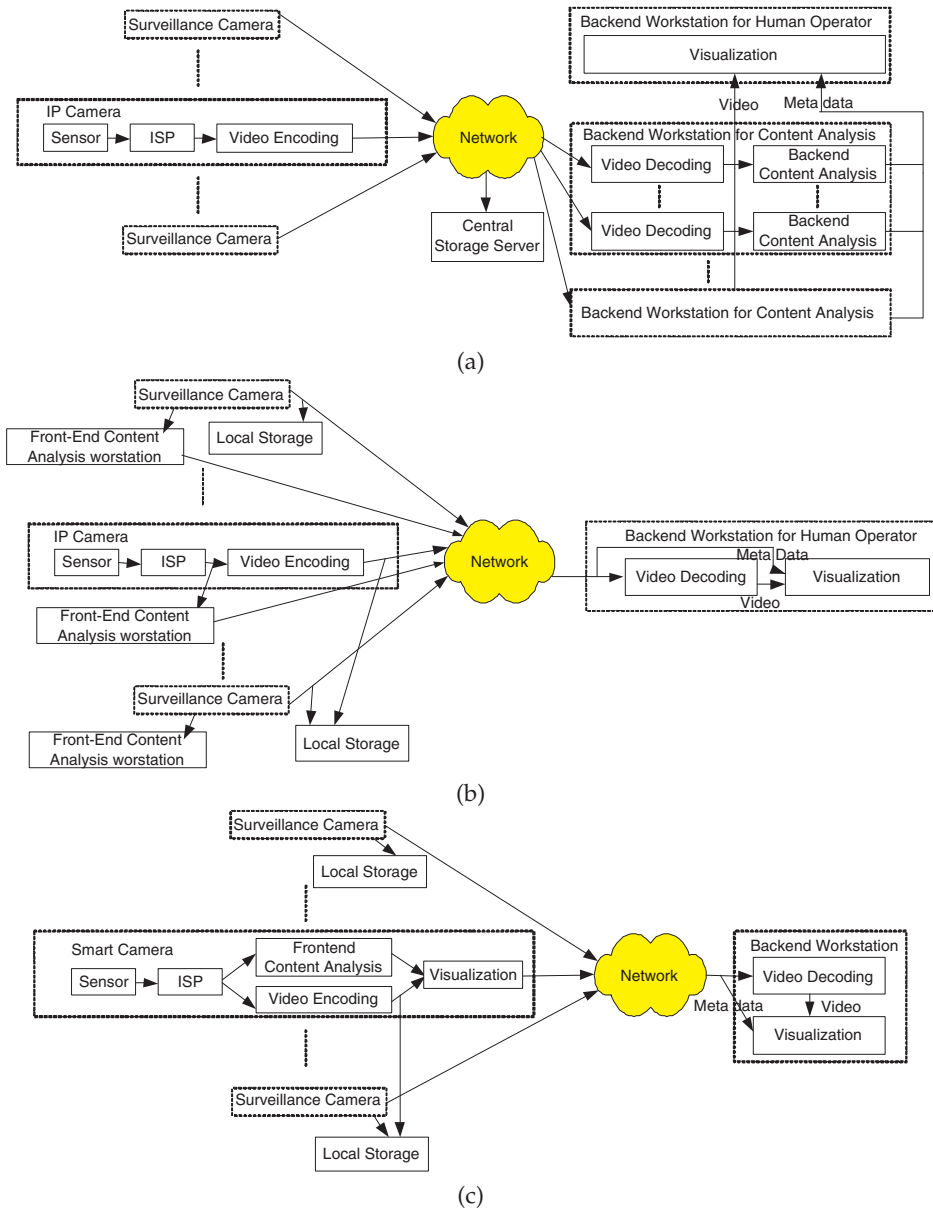 Surveillance Camera
IP Camera
Sensor
ISP
Video Encoding
Surveillance Camera
Network
Central
Storage Server
Backend Workstation for Human Operator
Visualization
Video
Meta data
Backend Workstation for Content Analysis
Video Decoding
Backend
Content Analysis
Video Decoding
Backend
Content Analysis
Backend Workstation for Content Analysis
(a)
Surveillance Camera
Front-End Content
Analysis worstation
Local Storage
IP Camera
Sensor
ISP
Video Encoding
Front-End Content
Analysis worstation
Surveillance Camera
Front-End Content
Analysis worstation
Local Storage
Network
Backend Workstation for Human Operator
Meta Data
Video Decoding
Visualization
Video
(b)
Surveillance Camera
Local Storage
Smart Camera
Sensor
ISP
Frontend
Content Analysis
Video Encoding
Visualization
Surveillance Camera
Local Storage
Network
Meta data
Backend Workstation
Video Decoding
Video
Visualization
(c)